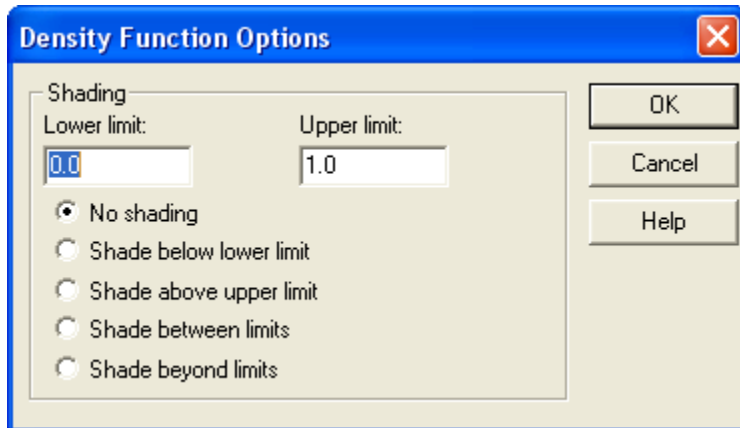 Density Function Options
Shading
Lower limit: Upper limit:
0.0 1.0
No shading
Shade below lower limit
Shade above upper limit
Shade between limits
Shade beyond limits
OK
Cancel
Help